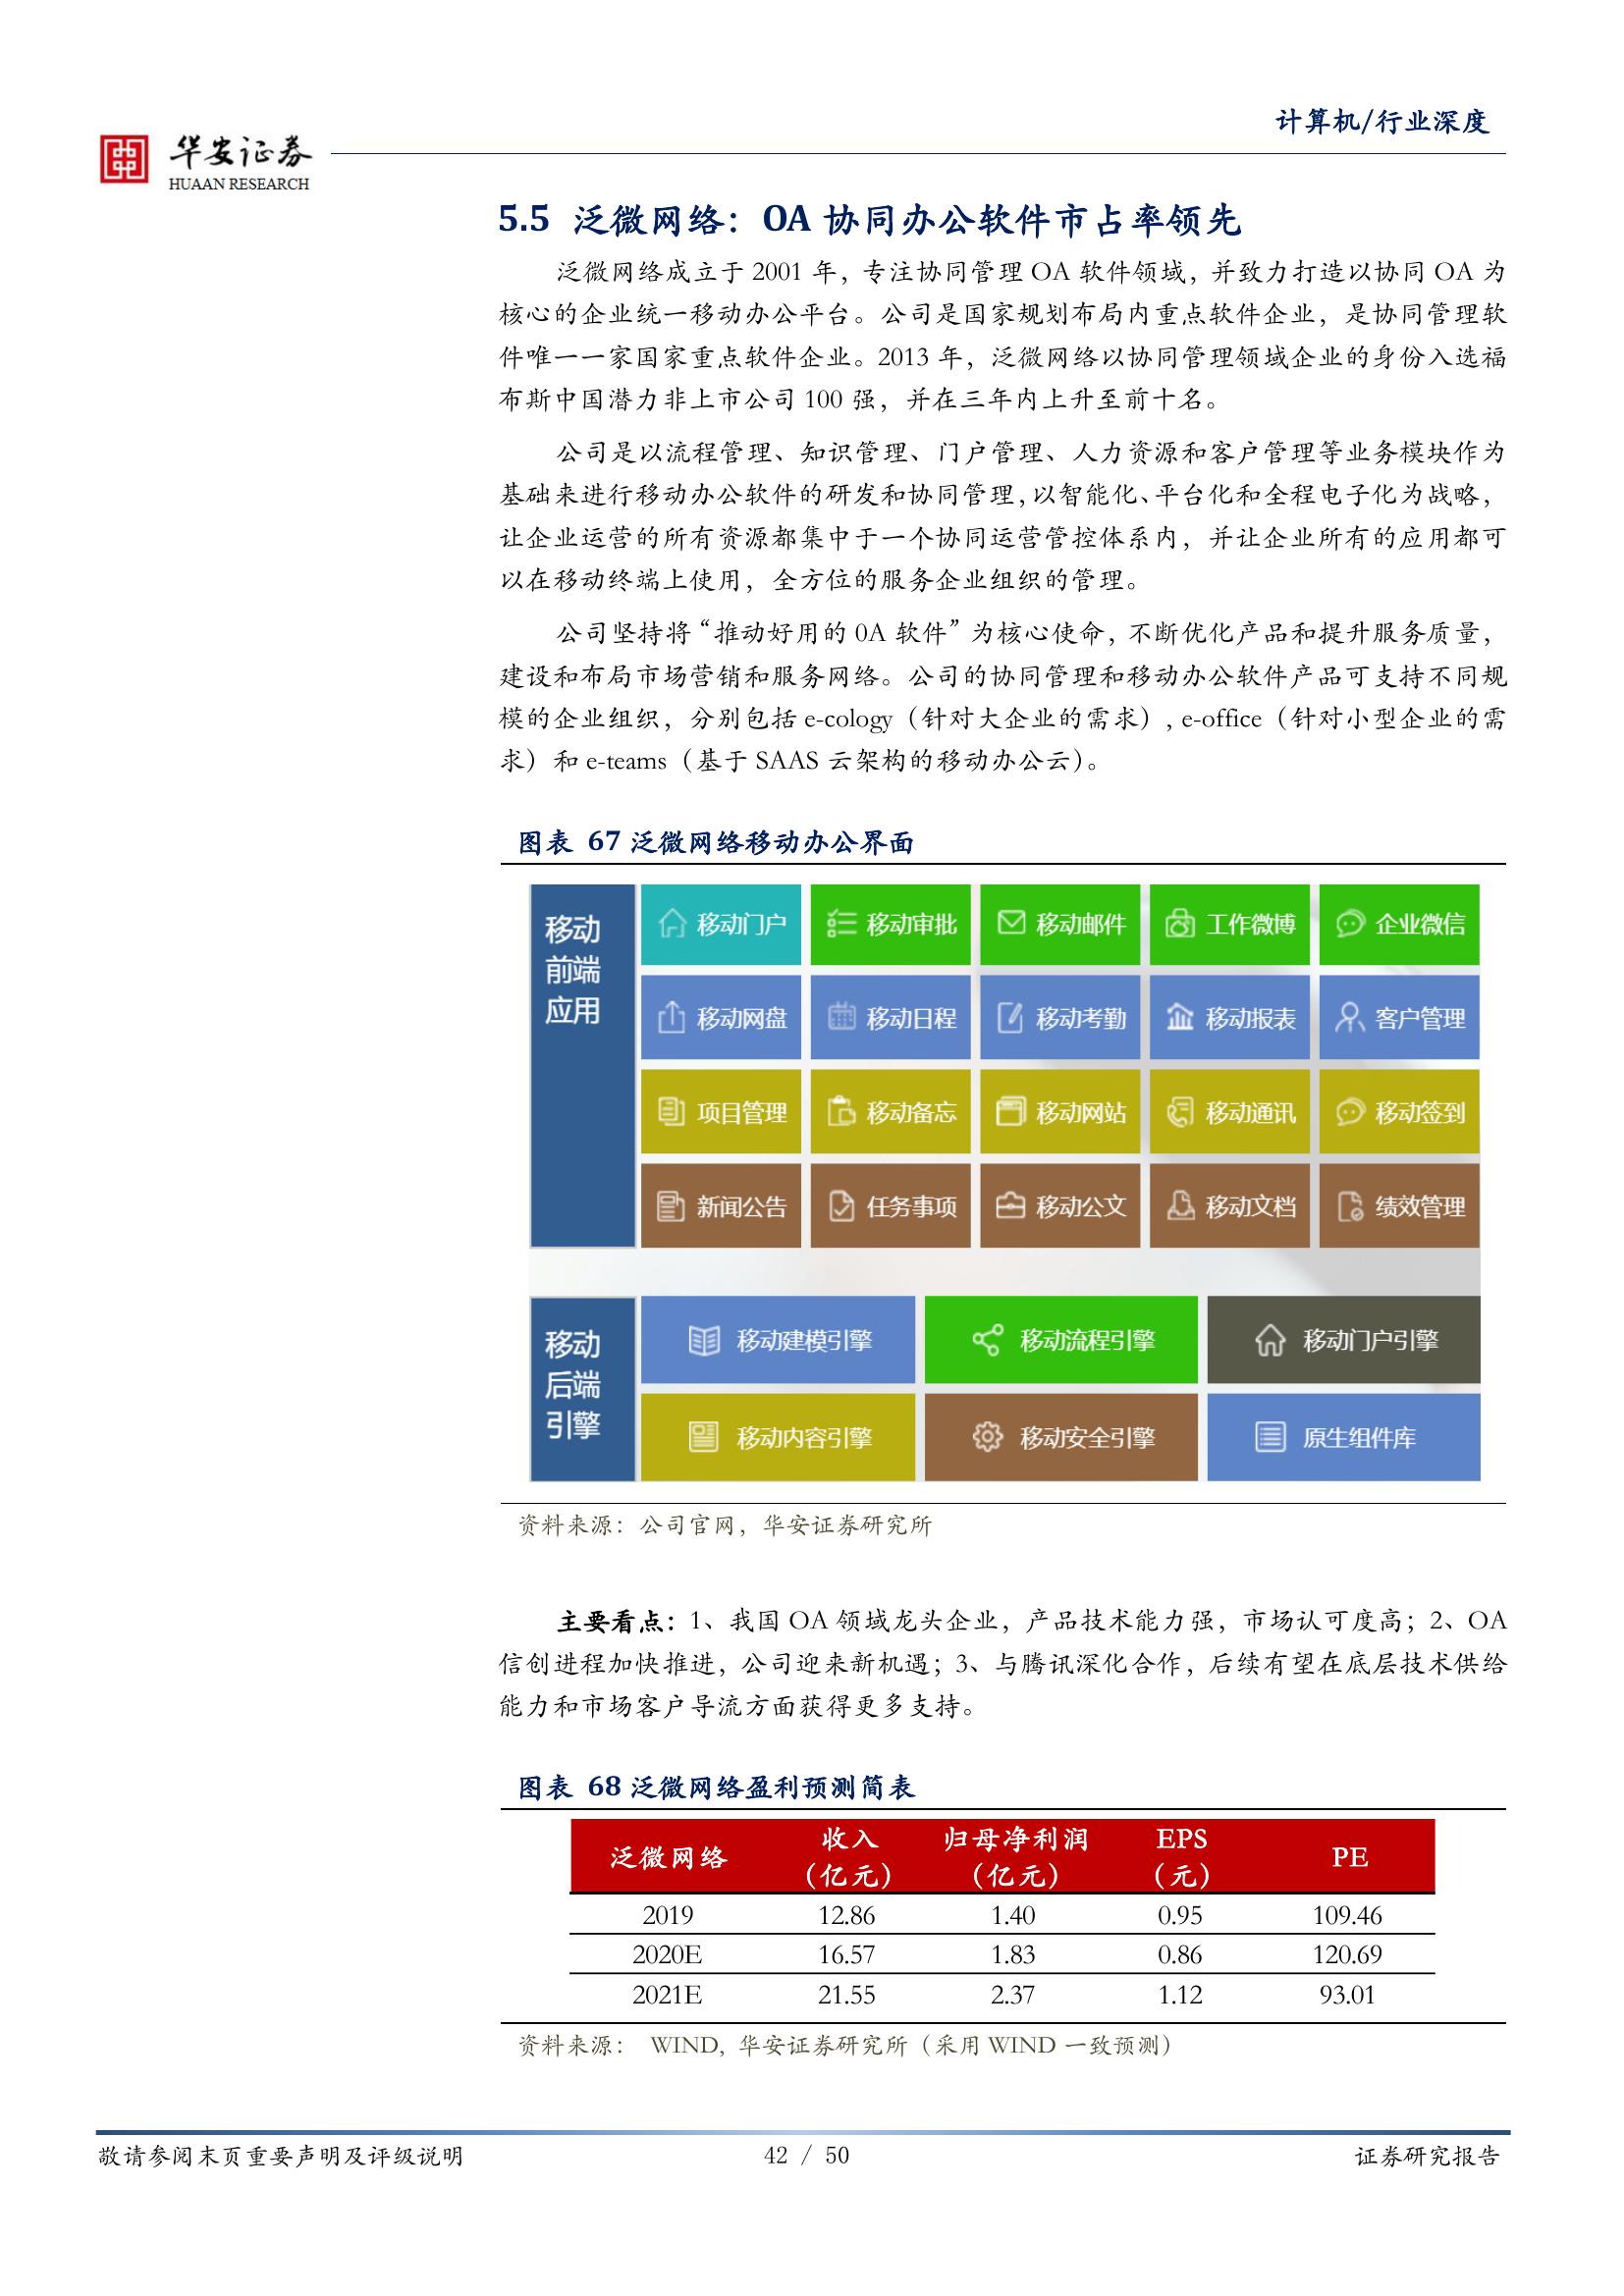 计算机/行业深度
华安证券
HUAAN RESEARCH
5.5 泛微网络：OA 协同办公软件市占率领先
泛微网络成立于 2001 年，专注协同管理 OA 软件领域，并致力打造以协同 OA 为
核心的企业统一移动办公平台。公司是国家规划布局内重点软件企业，是协同管理软
件唯一一家国家重点软件企业。2013 年，泛微网络以协同管理领域企业的身份入选福
布斯中国潜力非上市公司 100 强，并在三年内上升至前十名。
公司是以流程管理、知识管理、门户管理、人力资源和客户管理等业务模块作为
基础来进行移动办公软件的研发和协同管理，以智能化、平台化和全程电子化为战略，
让企业运营的所有资源都集中于一个协同运营管控体系内，并让企业所有的应用都可
以在移动终端上使用，全方位的服务企业组织的管理。
公司坚持将“推动好用的 0A 软件”为核心使命，不断优化产品和提升服务质量，
建设和布局市场营销和服务网络。公司的协同管理和移动办公软件产品可支持不同规
模的企业组织，分别包括 e-cology（针对大企业的需求）, e-office（针对小型企业的需
求）和 e-teams（基于 SAAS 云架构的移动办公云）。
图表 67 泛微网络移动办公界面
移动
前端
应用
移动门户 移动审批 移动邮件 工作微博 企业微信
移动网盘 移动日程 移动考勤 移动报表 客户管理
项目管理 移动备忘 移动网站 移动通讯 移动签到
新闻公告 任务事项 移动公文 移动文档 绩效管理
移动
后端
引擎
移动建模引擎 移动流程引擎 移动门户引擎
移动内容引擎 移动安全引擎 原生组件库
资料来源：公司官网，华安证券研究所
主要看点：1、我国 OA 领域龙头企业，产品技术能力强，市场认可度高；2、OA
信创进程加快推进，公司迎来新机遇；3、与腾讯深化合作，后续有望在底层技术供给
能力和市场客户导流方面获得更多支持。
图表 68 泛微网络盈利预测简表
泛微网络 收入（亿元） 归母净利润（亿元） EPS（元） PE
2019 12.86 1.40 0.95 109.46
2020E 16.57 1.83 0.86 120.69
2021E 21.55 2.37 1.12 93.01
资料来源： WIND, 华安证券研究所（采用 WIND 一致预测）
敬请参阅末页重要声明及评级说明 42 / 50 证券研究报告